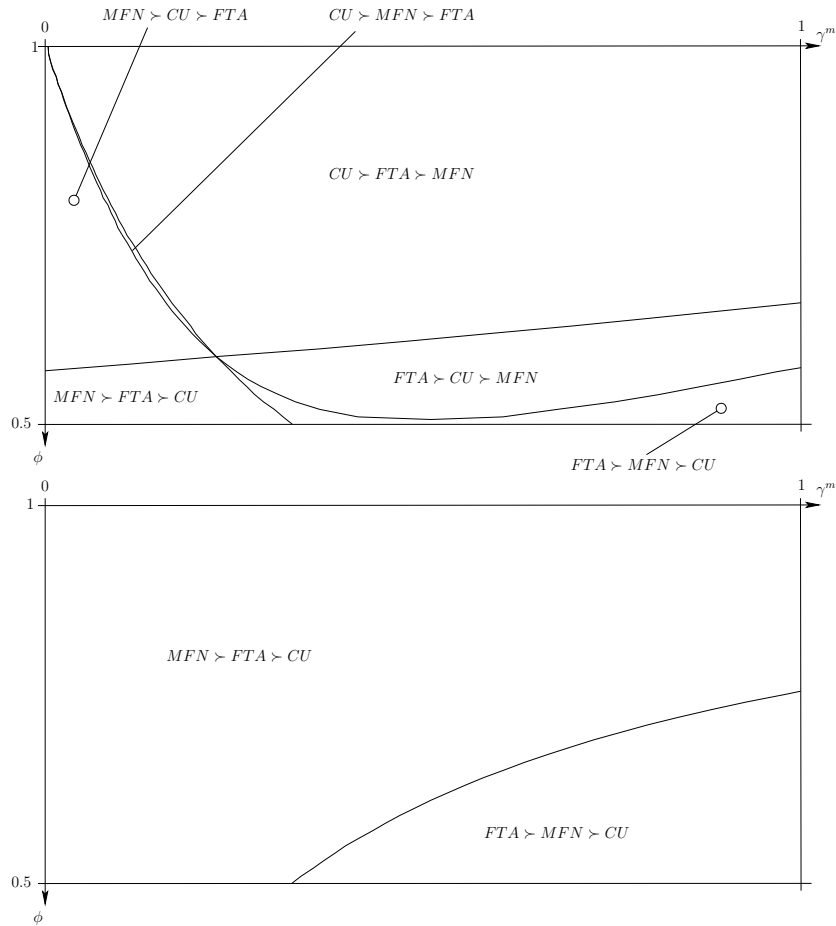 MFN ≻ CU ≻ FTA
CU ≻ MFN ≻ FTA
0
1
γ^m
1
CU ≻ FTA ≻ MFN
FTA ≻ CU ≻ MFN
MFN ≻ FTA ≻ CU
0.5
ϕ
FTA ≻ MFN ≻ CU
0
1
γ^m
1
MFN ≻ FTA ≻ CU
FTA ≻ MFN ≻ CU
0.5
ϕ